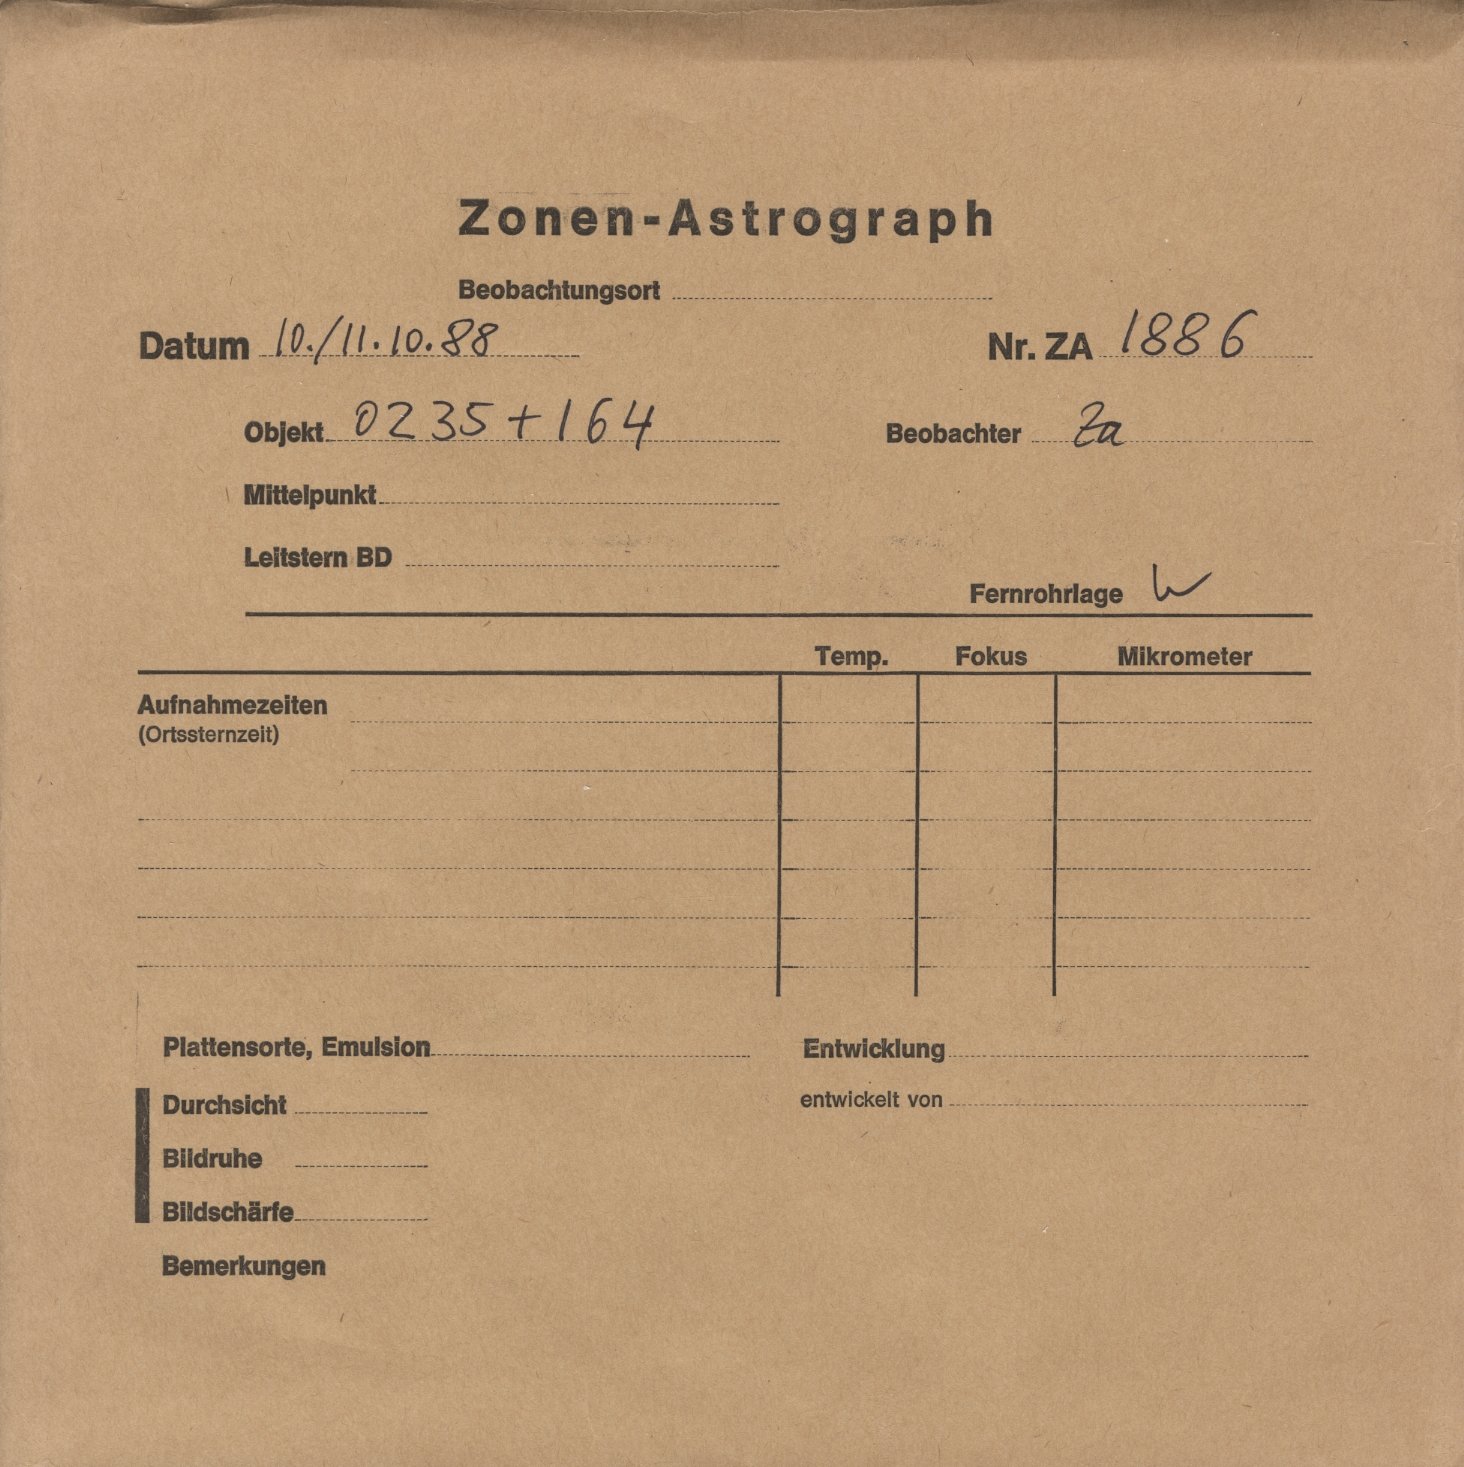 Zonen-Astrograph
Beobachtungsort
Datum 10./11.10.88 Nr. ZA 1886
Objekt 0235+164 Beobachter Za
Mittelpunkt
Leitstern BD
Fernrohrlage W
Temp. Fokus Mikrometer
Aufnahmezeiten
(Ortssternzeit)
Plattensorte, Emulsion Entwicklung
Durchsicht entwickelt von
Bildruhe
Bildschärfe
Bemerkungen